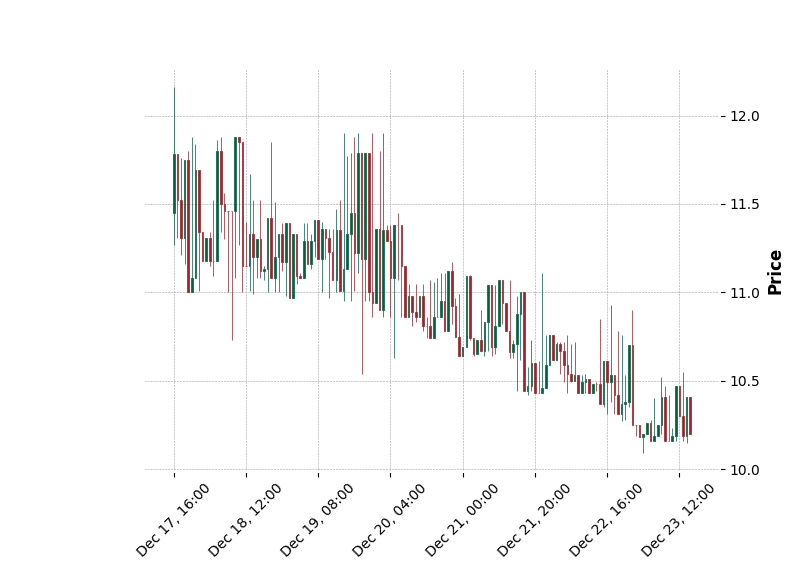 12.0
11.5
11.0
10.5
10.0
Price
Dec 17, 16:00
Dec 18, 12:00
Dec 19, 08:00
Dec 20, 04:00
Dec 21, 00:00
Dec 21, 20:00
Dec 22, 16:00
Dec 23, 12:00